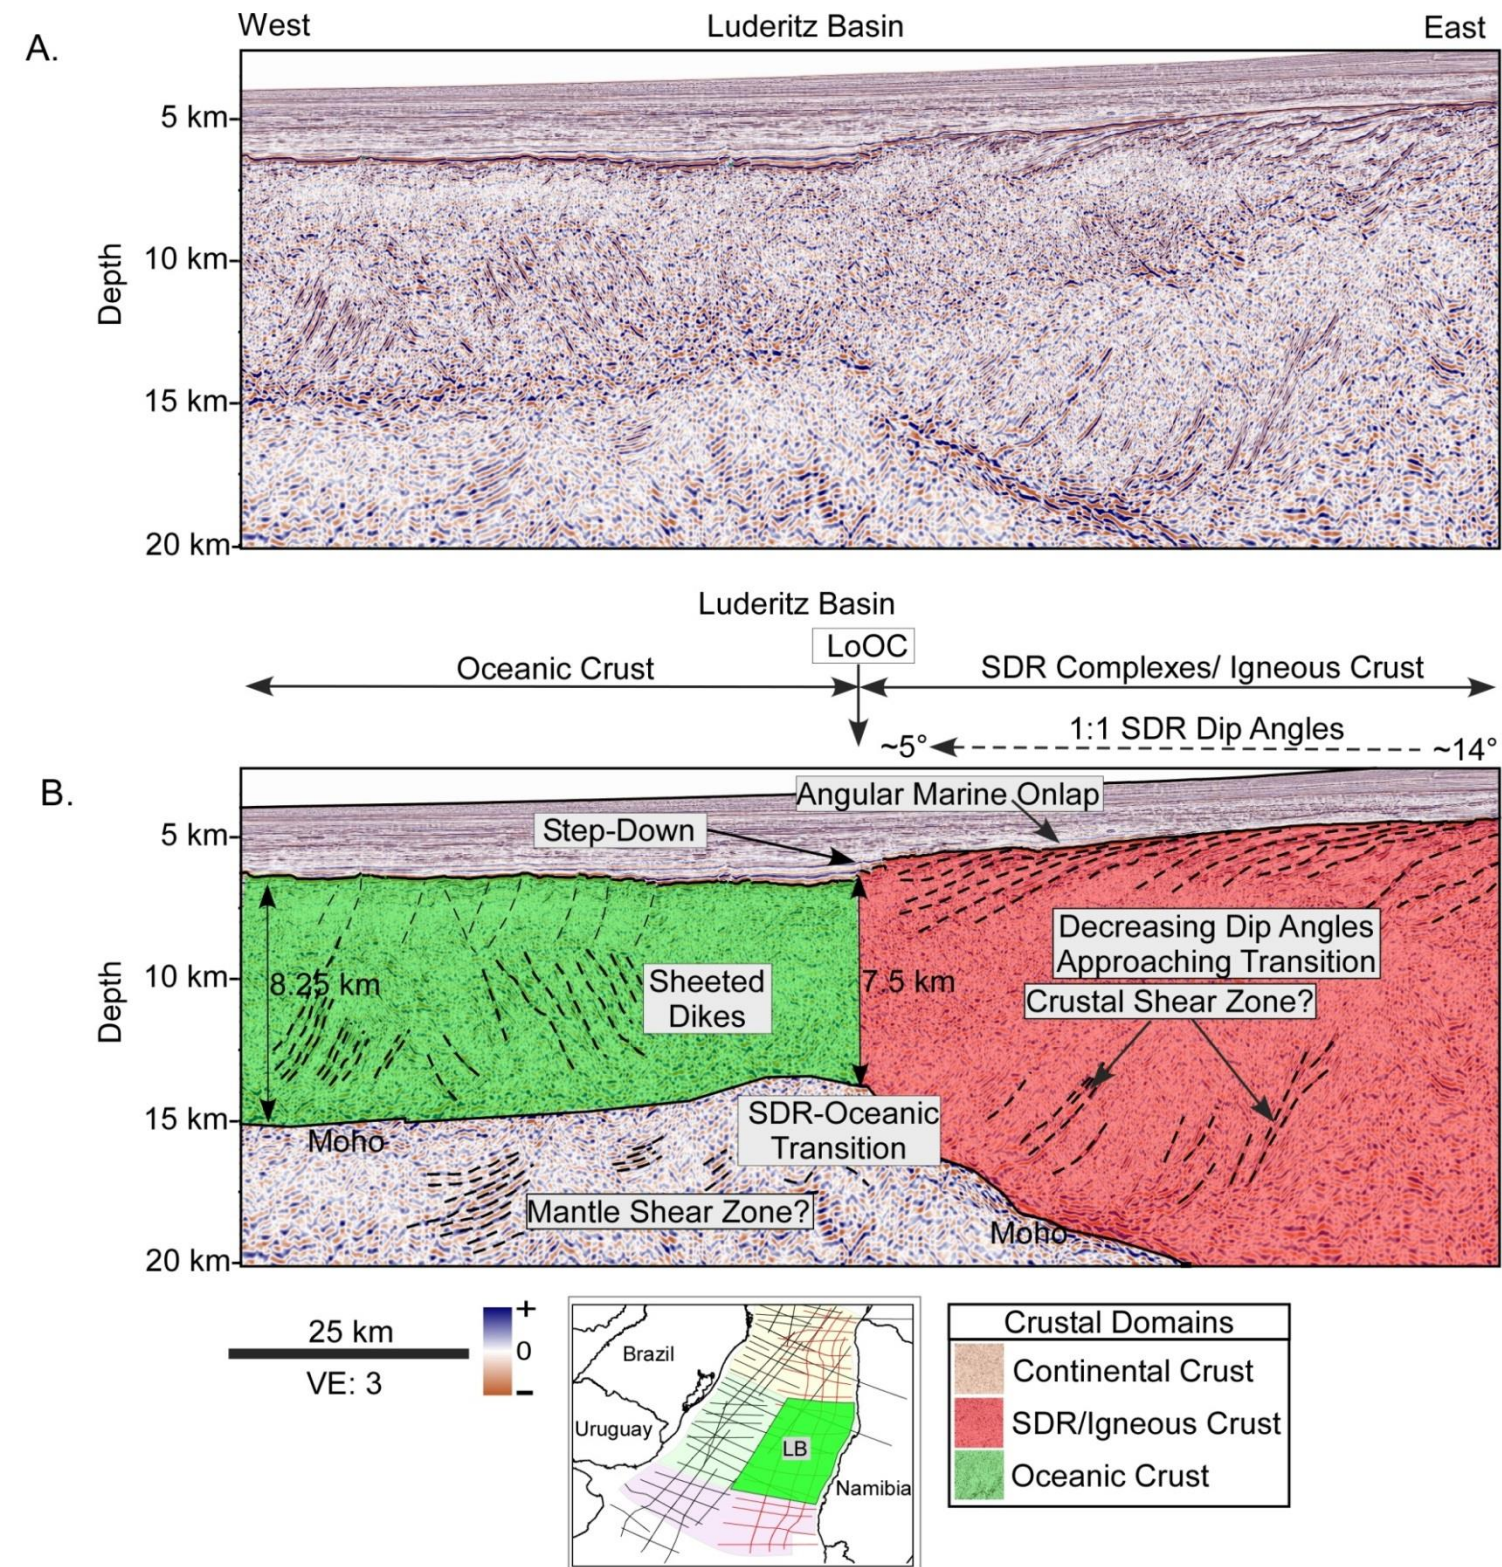 West
Luderitz Basin
East
A.
5 km
10 km
15 km
20 km
Depth
Luderitz Basin
LoOC
Oceanic Crust
SDR Complexes/ Igneous Crust
1:1 SDR Dip Angles
~5°
~14°
B.
Angular Marine Onlap
Step-Down
5 km
Decreasing Dip Angles
Approaching Transition
8.25 km
Sheeted
Dikes
7.5 km
10 km
Crustal Shear Zone?
Depth
15 km
SDR-Oceanic
Transition
Moho
Mantle Shear Zone?
Moho
20 km
25 km
VE: 3
+
0
-
Brazil
Uruguay
LB
Namibia
Crustal Domains
Continental Crust
SDR/Igneous Crust
Oceanic Crust